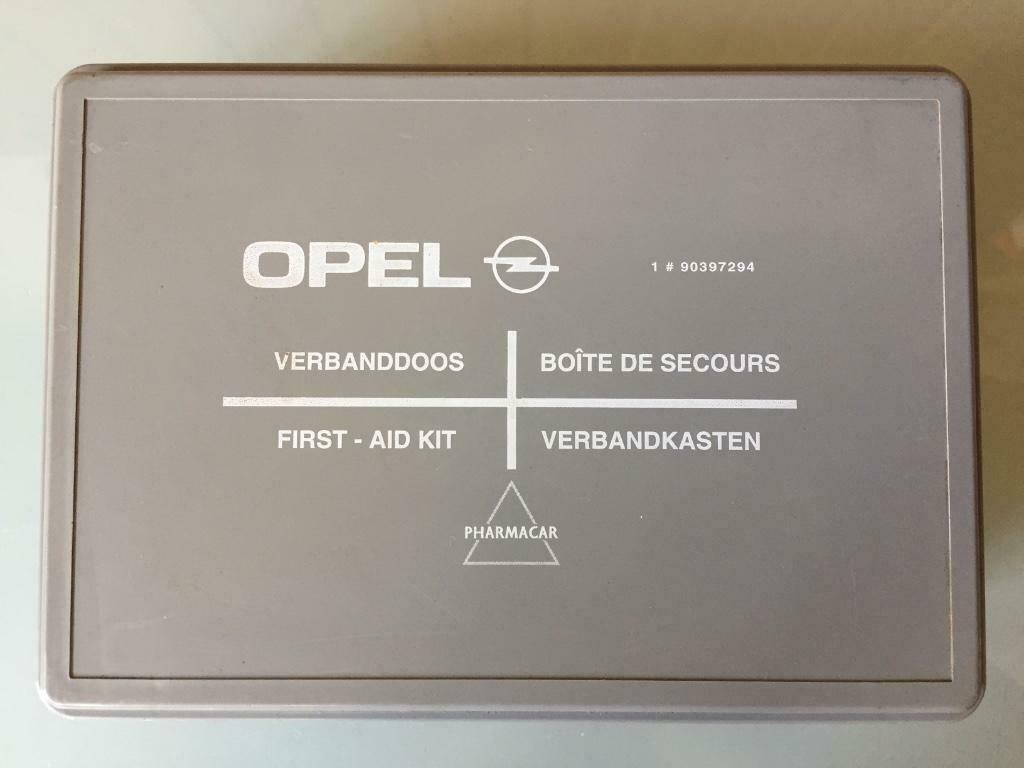 OPEL
1 # 90397294
VERBANDDOOS
BOÎTE DE SECOURS
FIRST - AID KIT
VERBANDKASTEN
PHARMACAR